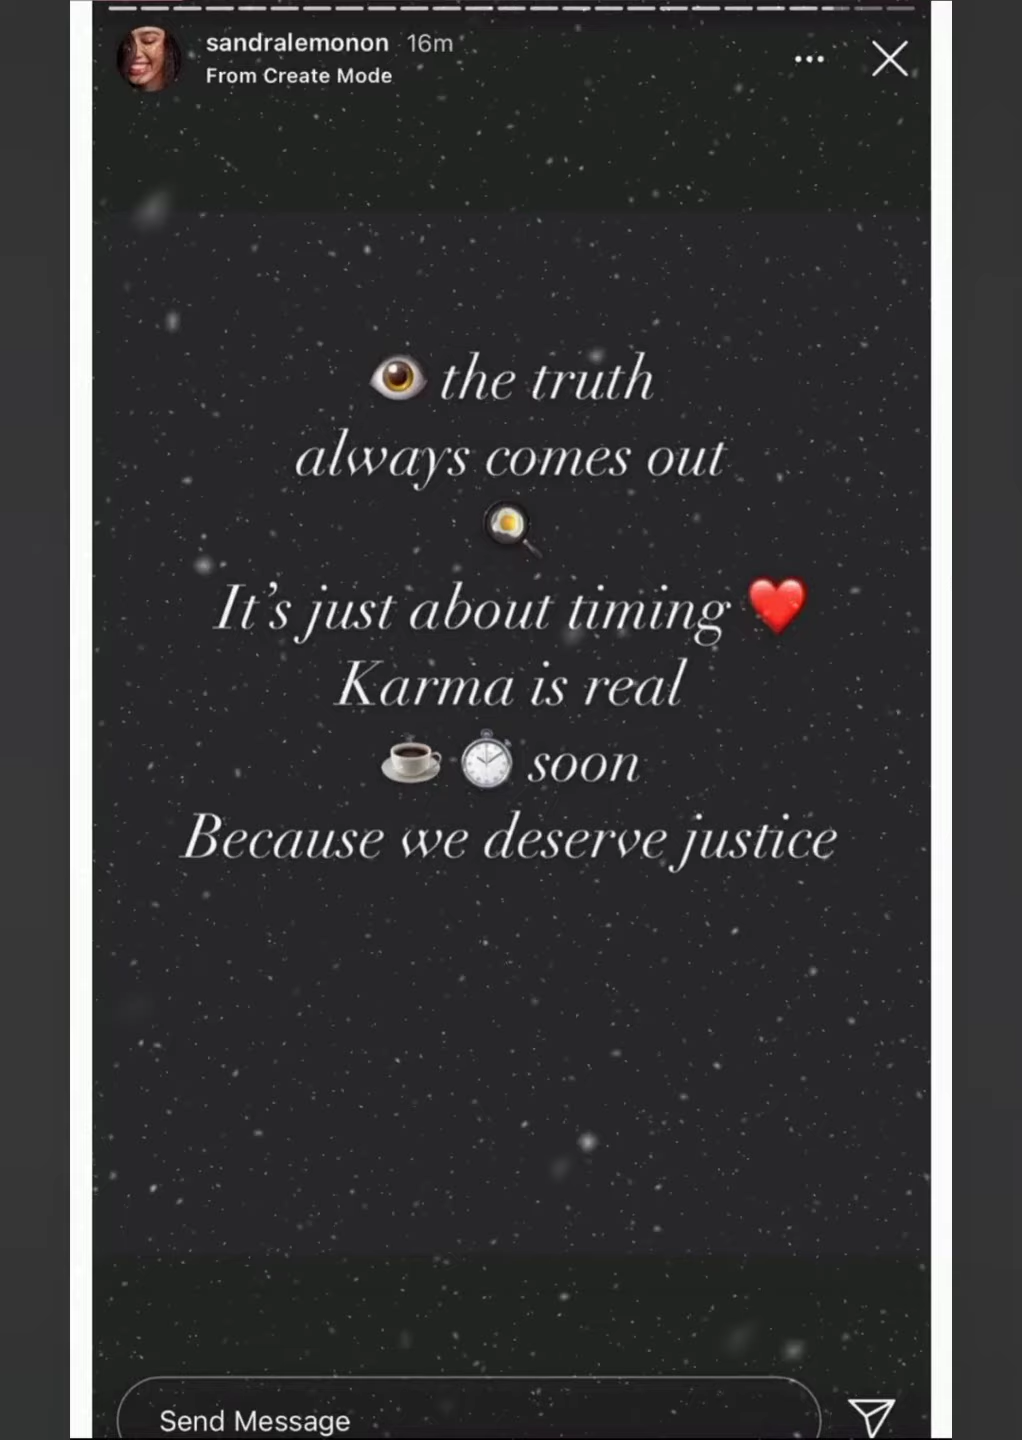 sandralemonon 16m
From Create Mode
👁️ the truth
always comes out
🍳
It's just about timing ❤️
Karma is real
☕ ⏱️ soon
Because we deserve justice
Send Message